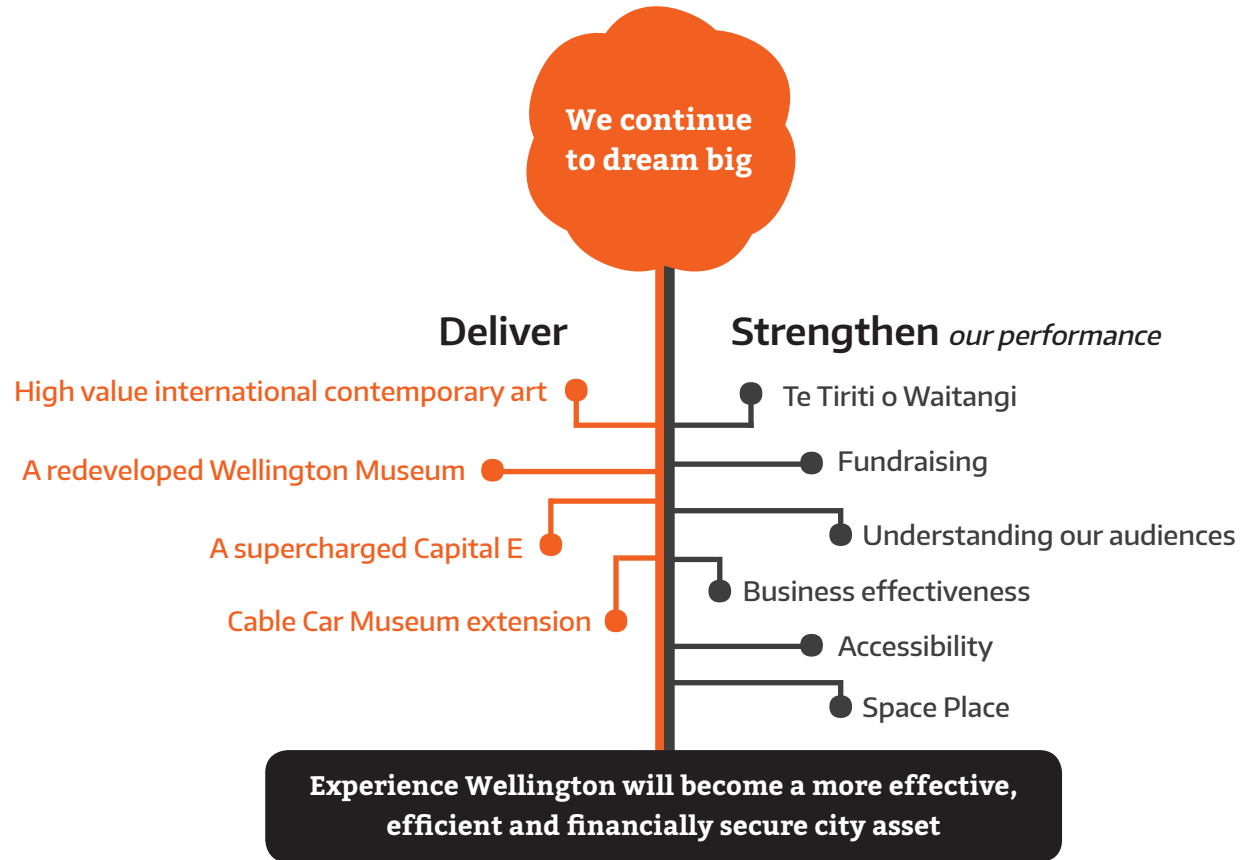 We continue
to dream big
Deliver
High value international contemporary art
A redeveloped Wellington Museum
A supercharged Capital E
Cable Car Museum extension
Strengthen our performance
Te Tiriti o Waitangi
Fundraising
Understanding our audiences
Business effectiveness
Accessibility
Space Place
Experience Wellington will become a more effective,
efficient and financially secure city asset